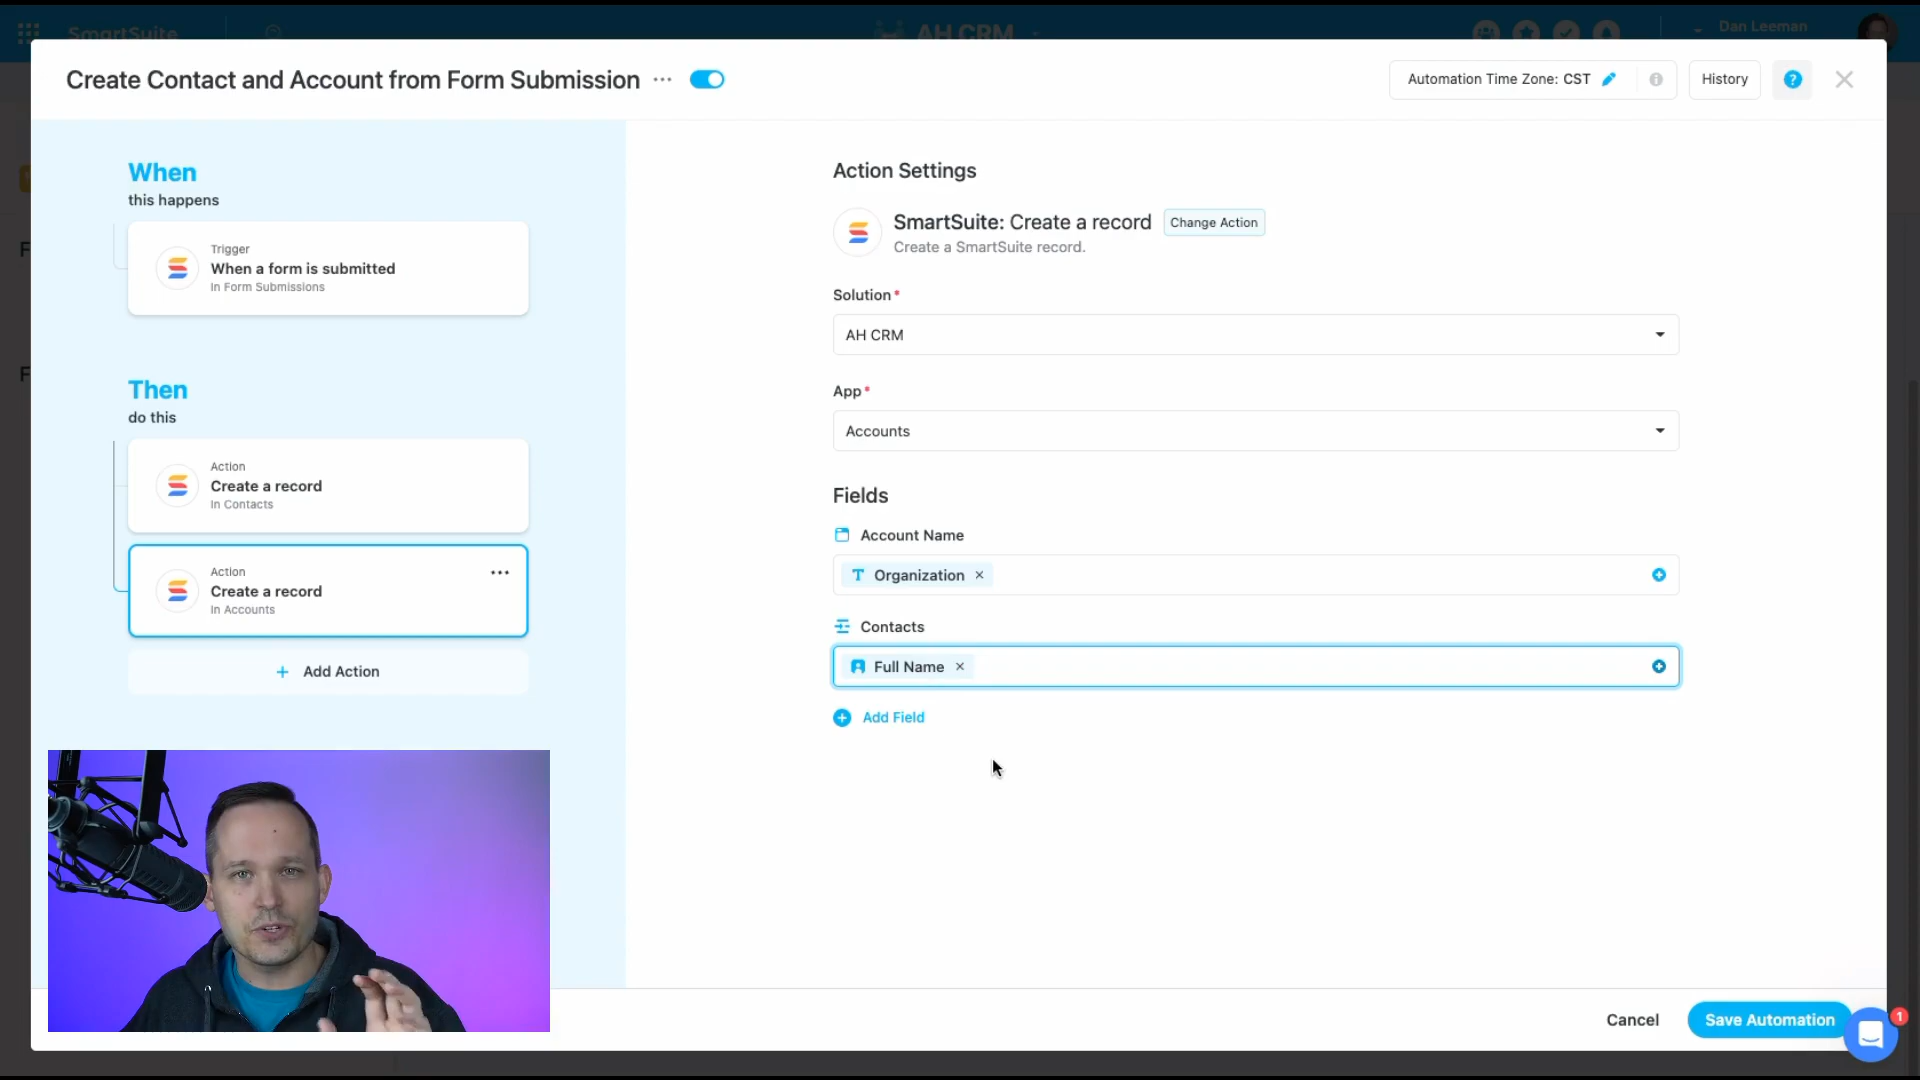 SmartSuite
AH CRM
Dan Leeman
Create Contact and Account from Form Submission
Automation Time Zone: CST
History
?
When
this happens
Trigger
When a form is submitted
In Form Submissions
Then
do this
Action
Create a record
In Contacts
Action
Create a record
In Accounts
+ Add Action
Action Settings
SmartSuite: Create a record
Change Action
Create a SmartSuite record.
Solution*
AH CRM
App*
Accounts
Fields
Account Name
Organization
Contacts
Full Name
Add Field
Cancel
Save Automation
1